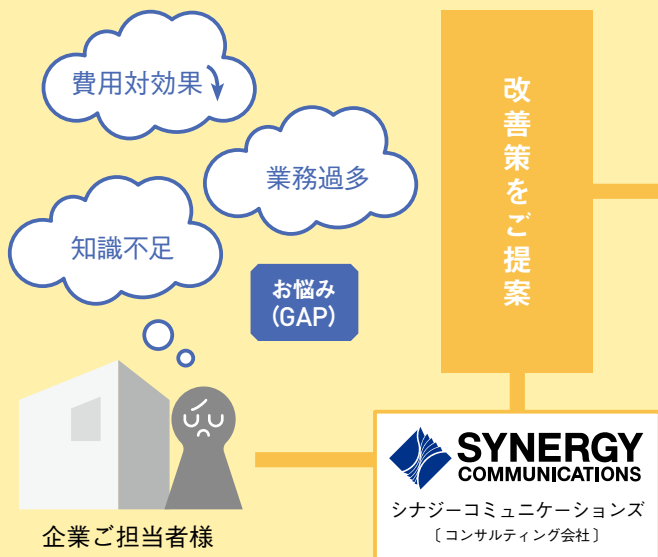 費用対効果
業務過多
知識不足
お悩み
(GAP)
企業ご担当者様
改善策をご提案
SYNERGY
COMMUNICATIONS
シナジーコミュニケーションズ
〔コンサルティング会社〕